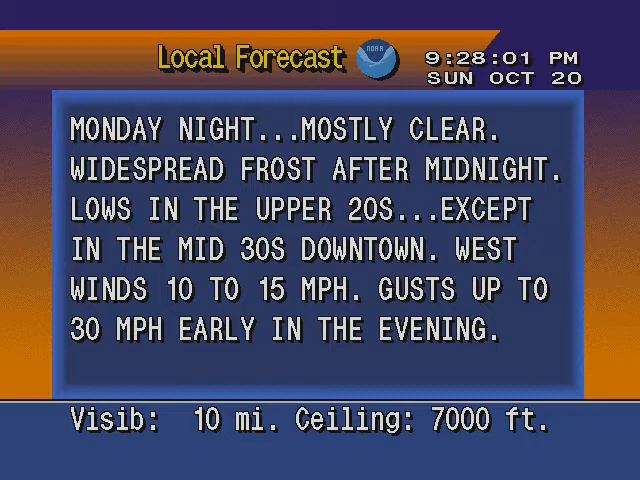 Local Forecast
NOAA
9:28:01 PM
SUN OCT 20
MONDAY NIGHT...MOSTLY CLEAR.
WIDESPREAD FROST AFTER MIDNIGHT.
LOWS IN THE UPPER 20S...EXCEPT
IN THE MID 30S DOWNTOWN. WEST
WINDS 10 TO 15 MPH. GUSTS UP TO
30 MPH EARLY IN THE EVENING.
Visib:  10 mi. Ceiling: 7000 ft.